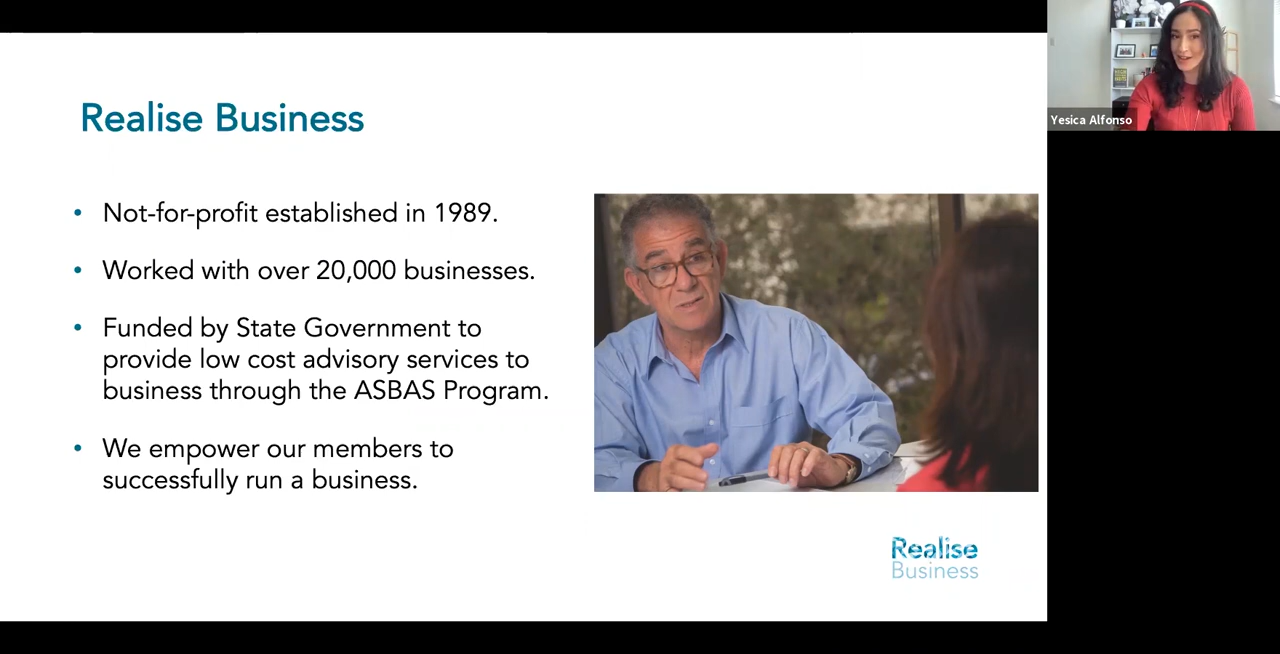 Realise Business
• Not-for-profit established in 1989.
• Worked with over 20,000 businesses.
• Funded by State Government to
provide low cost advisory services to
business through the ASBAS Program.
• We empower our members to
successfully run a business.
Realise
Business
Yesica Alfonso